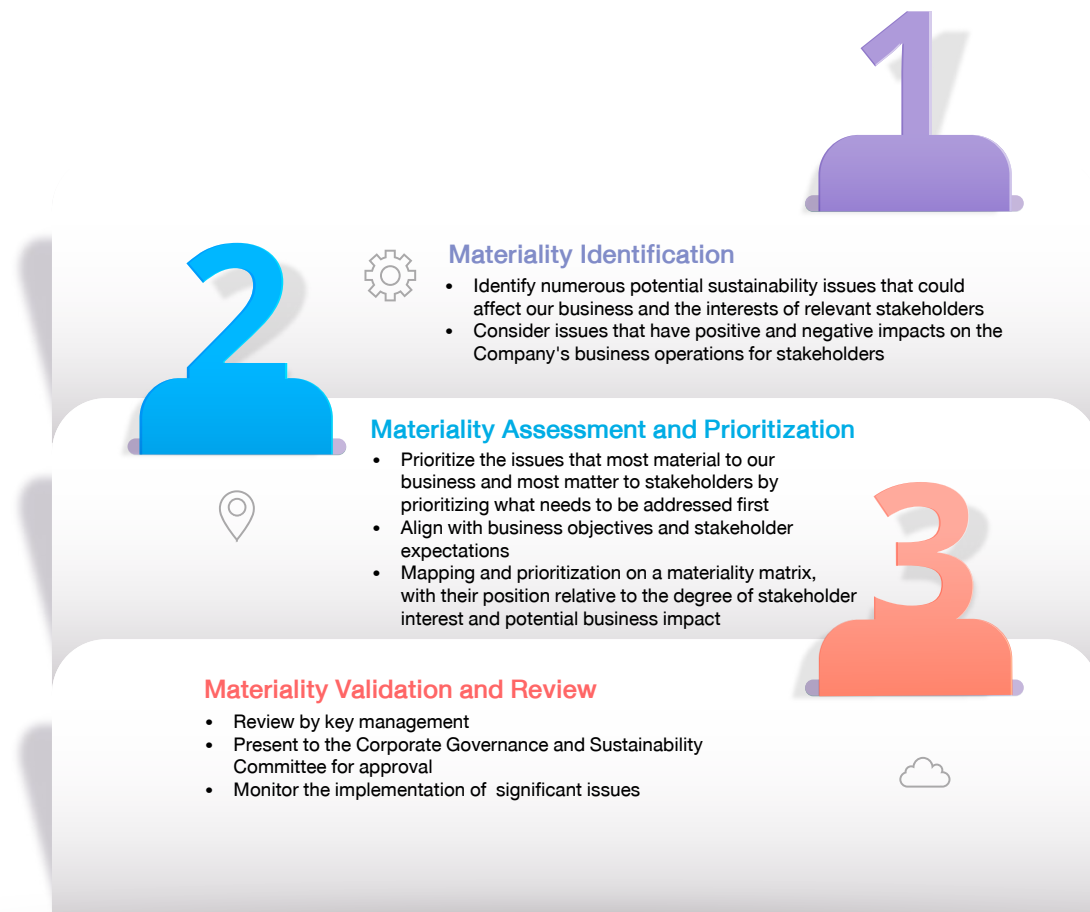 1
Materiality Identification
• Identify numerous potential sustainability issues that could
affect our business and the interests of relevant stakeholders
• Consider issues that have positive and negative impacts on the
Company's business operations for stakeholders
2
Materiality Assessment and Prioritization
• Prioritize the issues that most material to our
business and most matter to stakeholders by
prioritizing what needs to be addressed first
• Align with business objectives and stakeholder
expectations
• Mapping and prioritization on a materiality matrix,
with their position relative to the degree of stakeholder
interest and potential business impact
3
Materiality Validation and Review
• Review by key management
• Present to the Corporate Governance and Sustainability
Committee for approval
• Monitor the implementation of  significant issues